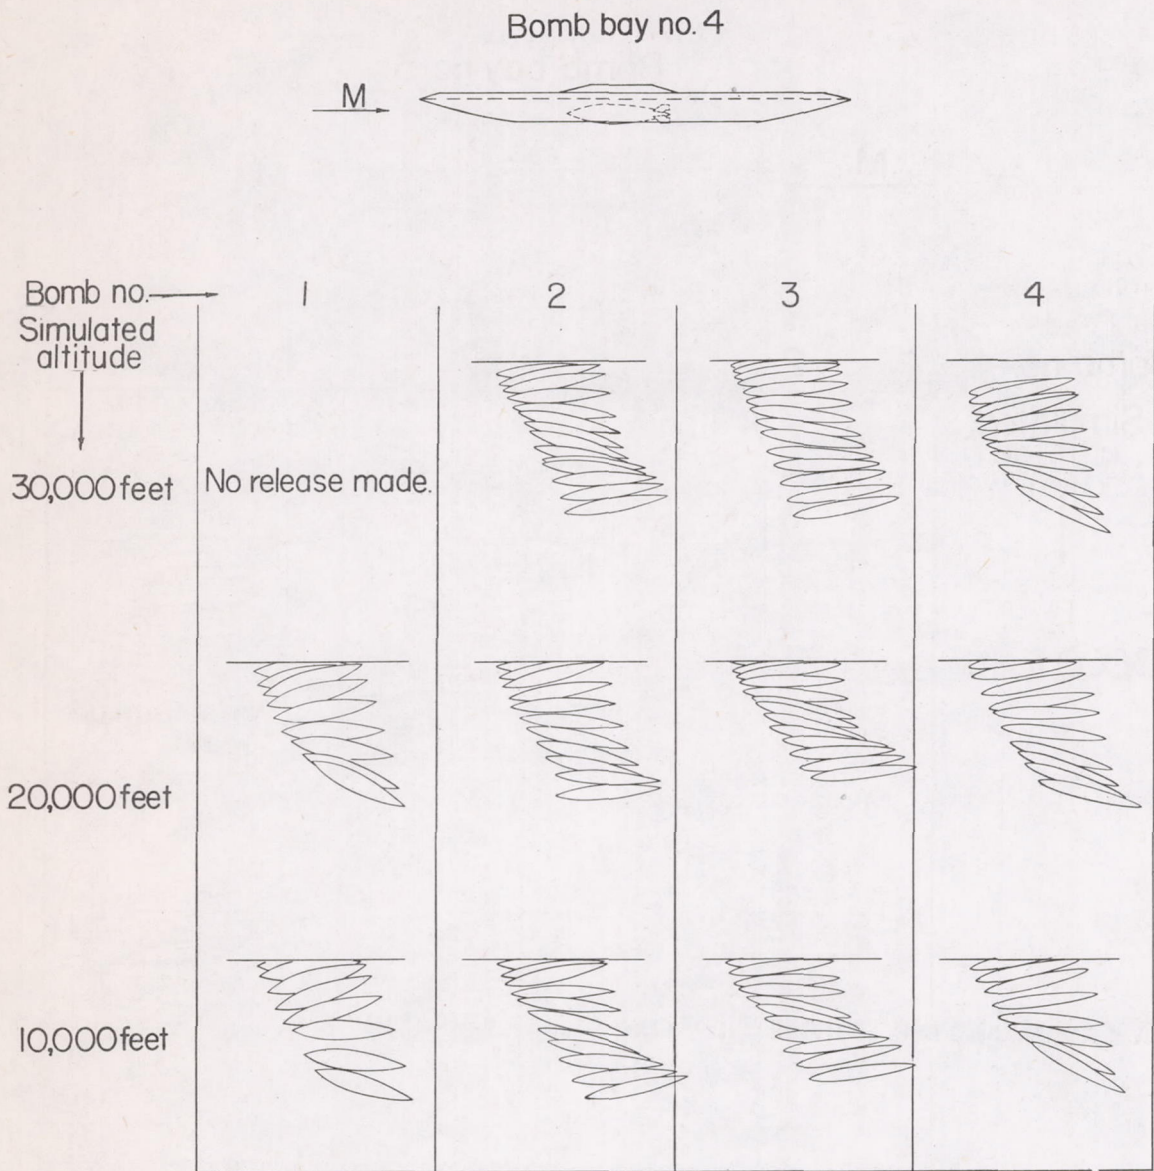 Bomb bay no. 4
M
Bomb no. 1 2 3 4
Simulated
altitude
30,000 feet No release made.
20,000 feet
10,000 feet